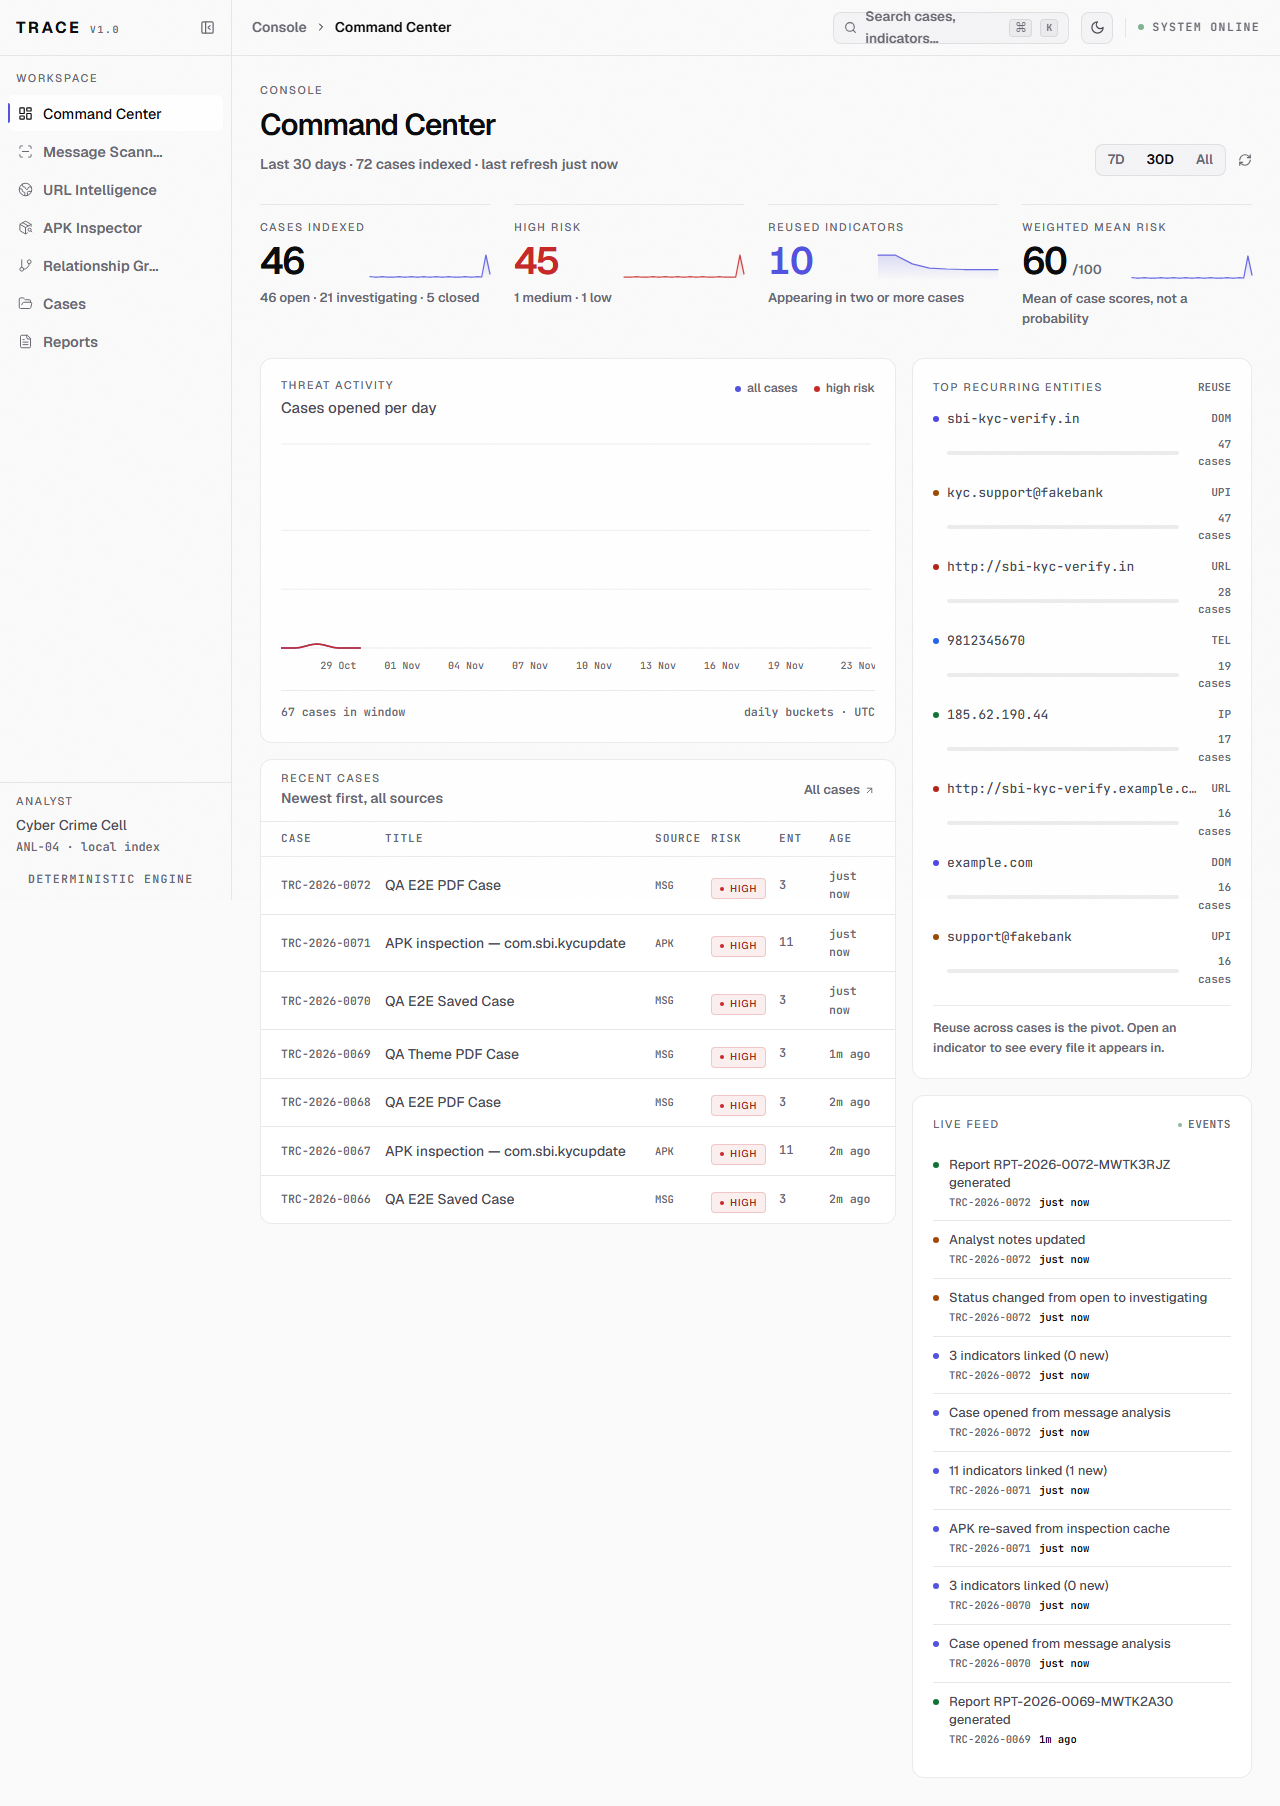 TRACE V1.0
Console > Command Center
Search cases, indicators...
⌘ K
SYSTEM ONLINE
WORKSPACE
Command Center
Message Scann...
URL Intelligence
APK Inspector
Relationship Gr...
Cases
Reports
ANALYST
Cyber Crime Cell
ANL-04 · local index
DETERMINISTIC ENGINE
CONSOLE
Command Center
Last 30 days · 72 cases indexed · last refresh just now
7D 30D All
CASES INDEXED
46
46 open · 21 investigating · 5 closed
HIGH RISK
45
1 medium · 1 low
REUSED INDICATORS
10
Appearing in two or more cases
WEIGHTED MEAN RISK
60 /100
Mean of case scores, not a
probability
THREAT ACTIVITY
Cases opened per day
all cases high risk
29 Oct 01 Nov 04 Nov 07 Nov 10 Nov 13 Nov 16 Nov 19 Nov 23 Nov
67 cases in window daily buckets · UTC
RECENT CASES
Newest first, all sources
All cases
CASE TITLE SOURCE RISK ENT AGE
TRC-2026-0072 QA E2E PDF Case MSG HIGH 3 just now
TRC-2026-0071 APK inspection — com.sbi.kycupdate APK HIGH 11 just now
TRC-2026-0070 QA E2E Saved Case MSG HIGH 3 just now
TRC-2026-0069 QA Theme PDF Case MSG HIGH 3 1m ago
TRC-2026-0068 QA E2E PDF Case MSG HIGH 3 2m ago
TRC-2026-0067 APK inspection — com.sbi.kycupdate APK HIGH 11 2m ago
TRC-2026-0066 QA E2E Saved Case MSG HIGH 3 2m ago
TOP RECURRING ENTITIES REUSE
sbi-kyc-verify.in DOM
47 cases
kyc.support@fakebank UPI
47 cases
http://sbi-kyc-verify.in URL
28 cases
9812345670 TEL
19 cases
185.62.190.44 IP
17 cases
http://sbi-kyc-verify.example.c... URL
16 cases
example.com DOM
16 cases
support@fakebank UPI
16 cases
Reuse across cases is the pivot. Open an
indicator to see every file it appears in.
LIVE FEED EVENTS
Report RPT-2026-0072-MWTK3RJZ
generated
TRC-2026-0072 just now
Analyst notes updated
TRC-2026-0072 just now
Status changed from open to investigating
TRC-2026-0072 just now
3 indicators linked (0 new)
TRC-2026-0072 just now
Case opened from message analysis
TRC-2026-0072 just now
11 indicators linked (1 new)
TRC-2026-0071 just now
APK re-saved from inspection cache
TRC-2026-0071 just now
3 indicators linked (0 new)
TRC-2026-0070 just now
Case opened from message analysis
TRC-2026-0070 just now
Report RPT-2026-0069-MWTK2A30
generated
TRC-2026-0069 1m ago